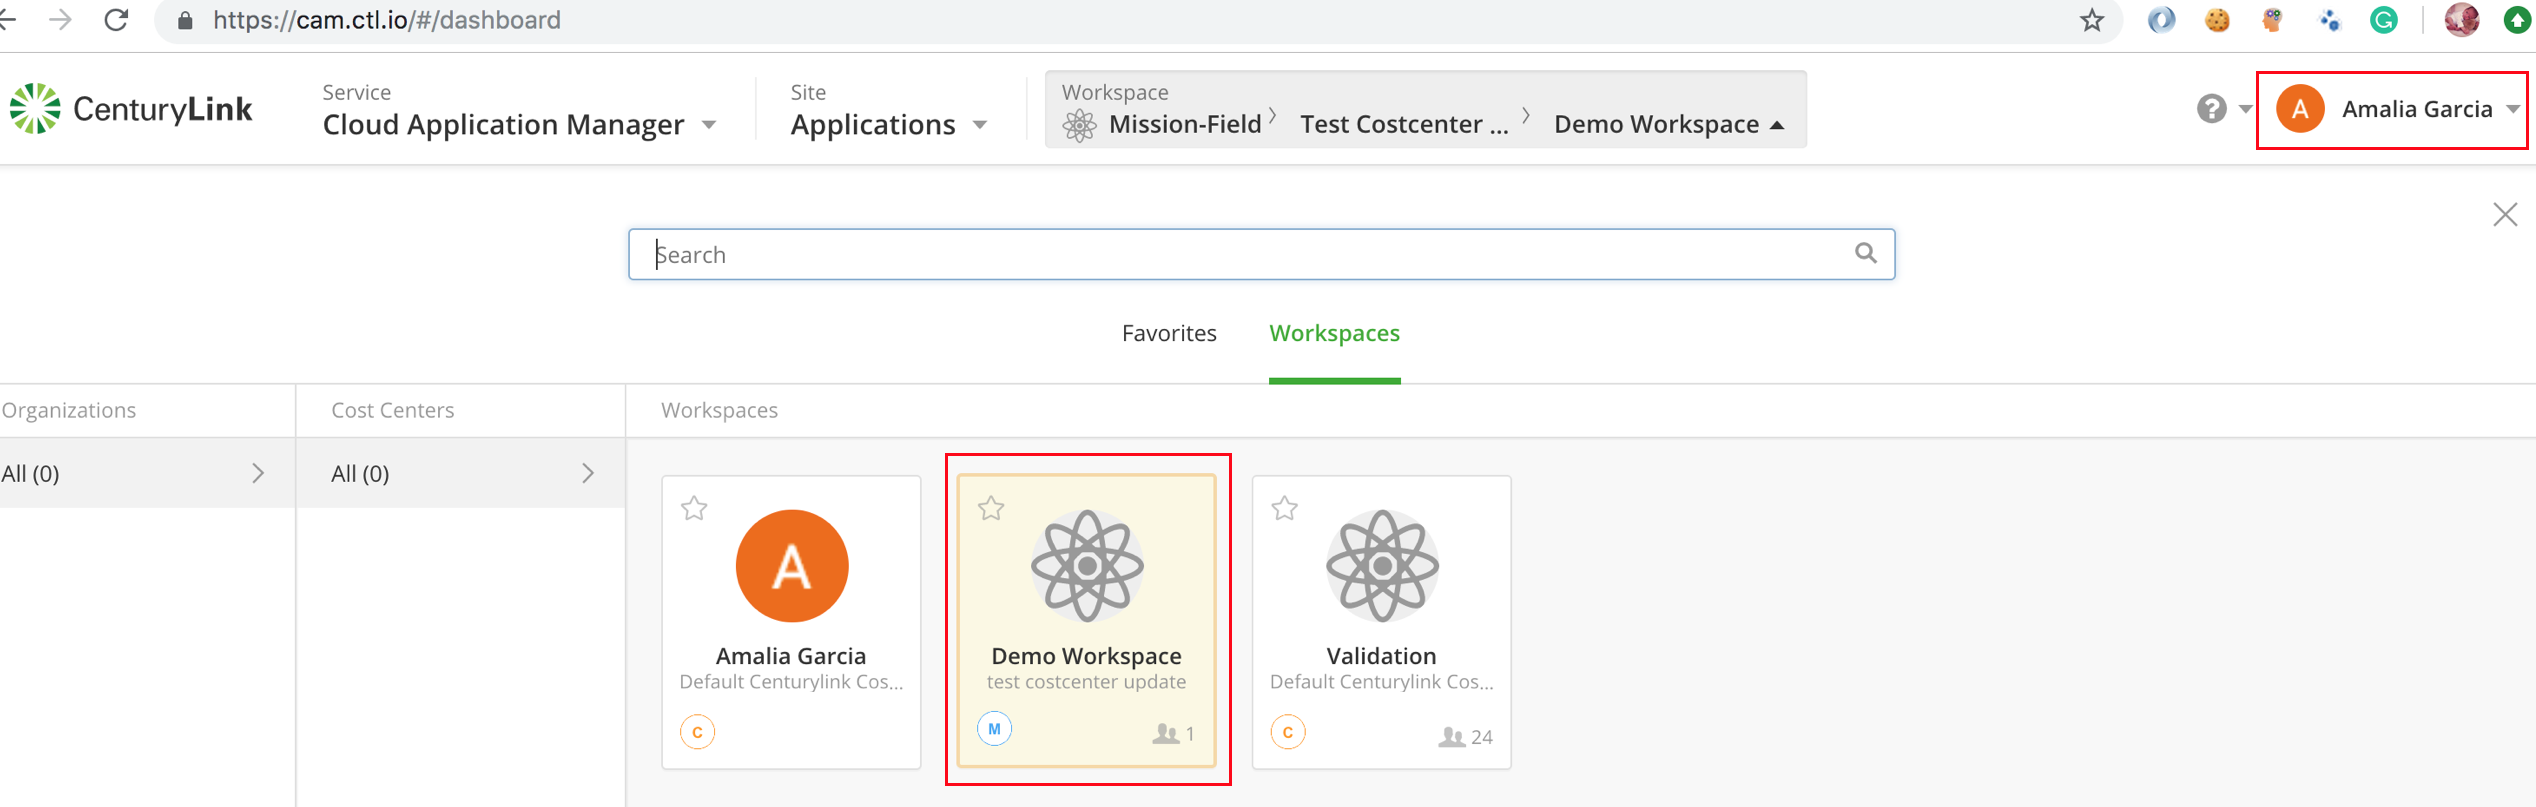 https://cam.ctl.io/#/dashboard
CenturyLink
Service
Cloud Application Manager
Site
Applications
Workspace
Mission-Field
Test Costcenter ...
Demo Workspace
?
A
Amalia Garcia
Search
Favorites
Workspaces
Organizations
Cost Centers
Workspaces
All (0)
All (0)
A
Amalia Garcia
Default Centurylink Cos...
C
Demo Workspace
test costcenter update
M
1
Validation
Default Centurylink Cos...
C
24